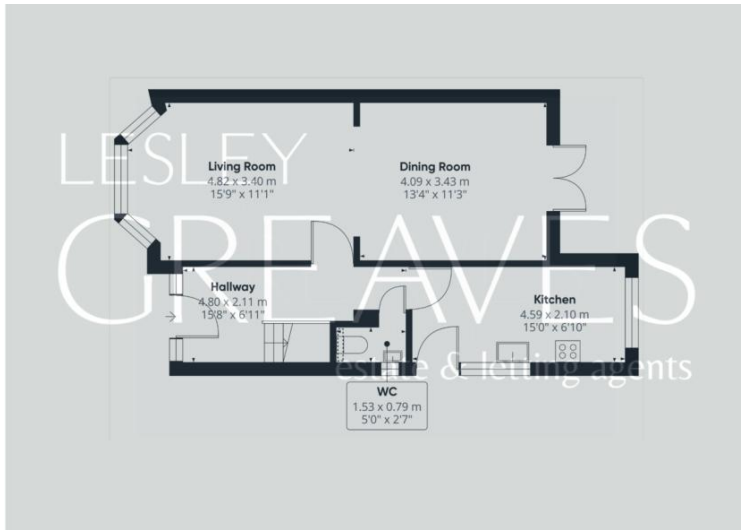 LESLEY
GREAVES
estate & letting agents
Living Room
4.82 x 3.40 m
15'9" x 11'1"
Dining Room
4.09 x 3.43 m
13'4" x 11'3"
Hallway
4.80 x 2.11 m
15'8" x 6'11"
Kitchen
4.59 x 2.10 m
15'0" x 6'10"
WC
1.53 x 0.79 m
5'0" x 2'7"